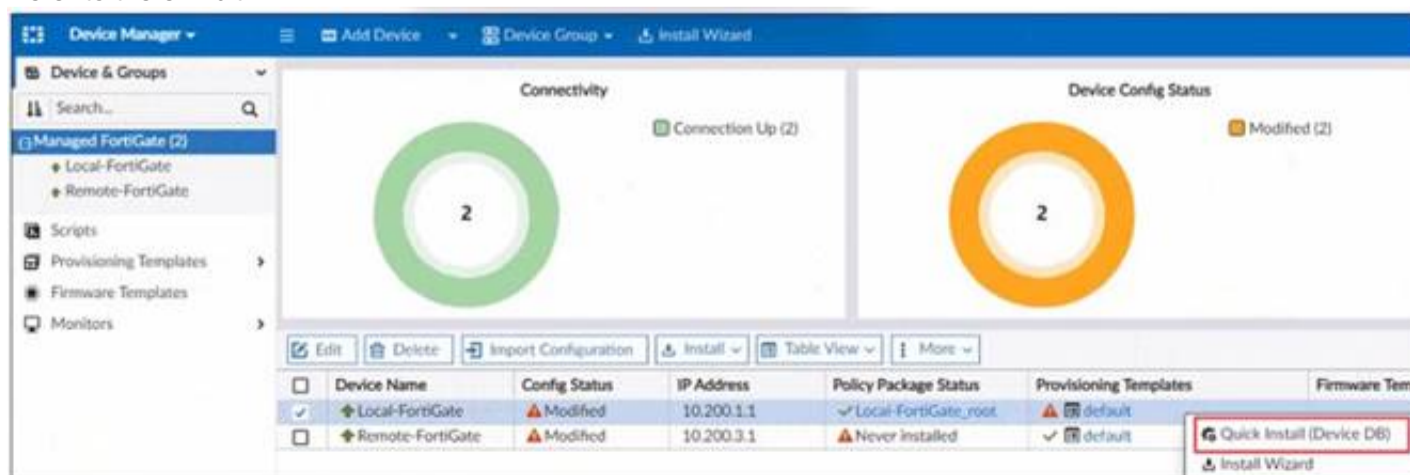 Device Manager
Add Device
Device Group
Install Wizard
Device & Groups
Search...
Managed FortiGate (2)
Local-FortiGate
Remote-FortiGate
Scripts
Provisioning Templates
Firmware Templates
Monitors
Connectivity
Connection Up (2)
2
Device Config Status
Modified (2)
2
Edit Delete Import Configuration Install Table View More
Device Name Config Status IP Address Policy Package Status Provisioning Templates Firmware Tem
Local-FortiGate Modified 10.200.1.1 Local-FortiGate_root default
Remote-FortiGate Modified 10.200.3.1 Never Installed default
Quick Install (Device DB)
Install Wizard